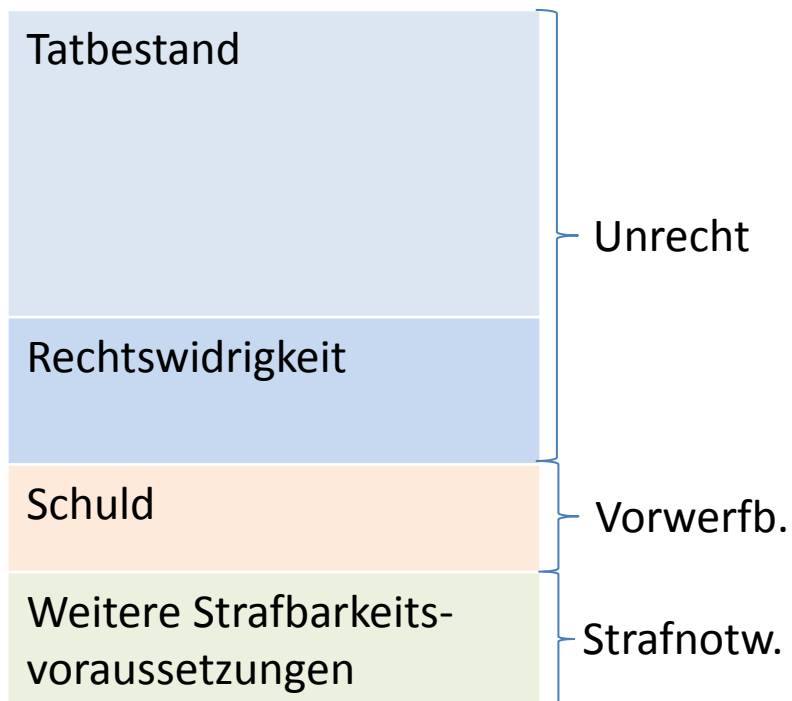 Tatbestand
Unrecht
Rechtswidrigkeit
Schuld
Vorwerfb.
Weitere Strafbarkeits-
voraussetzungen
Strafnotw.